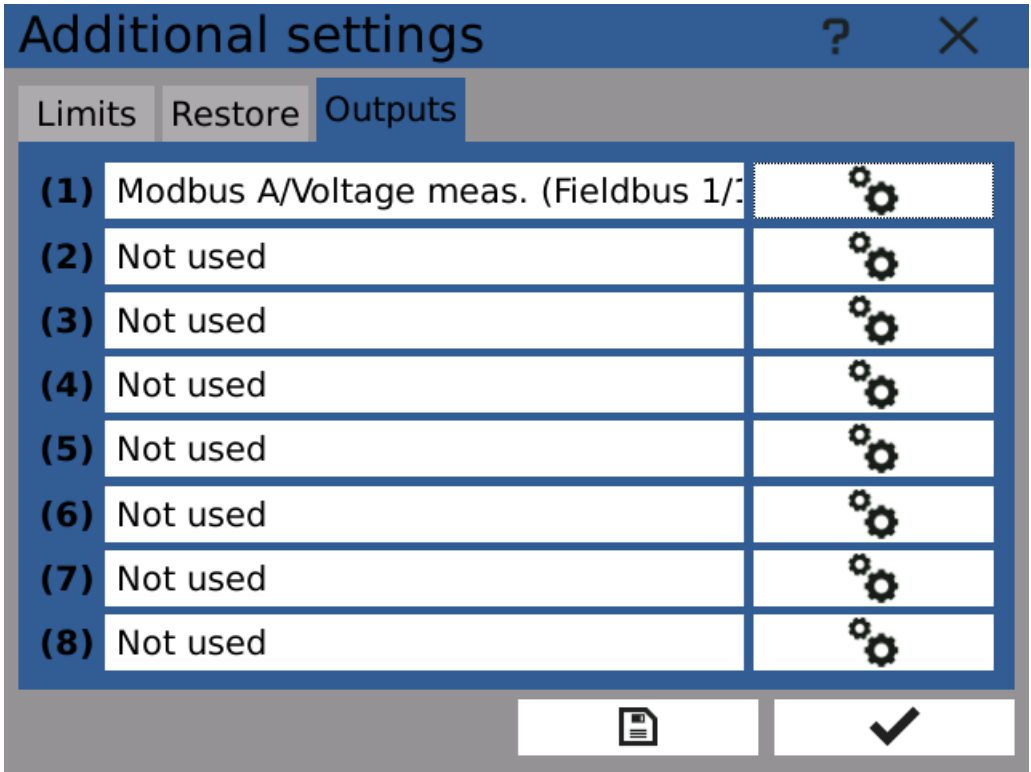 Additional settings ?
Limits Restore Outputs
(1) Modbus A/Voltage meas. (Fieldbus 1/
(2) Not used
(3) Not used
(4) Not used
(5) Not used
(6) Not used
(7) Not used
(8) Not used